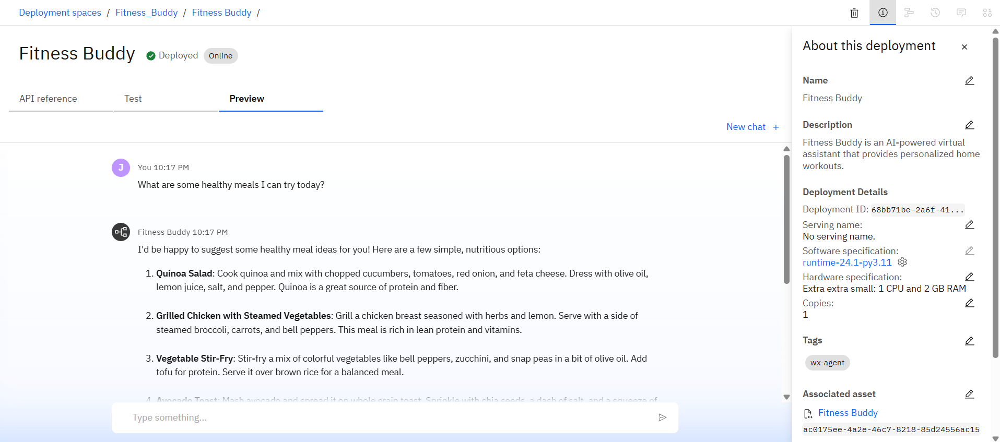 Deployment spaces / Fitness_Buddy / Fitness Buddy /
Fitness Buddy Deployed Online
API reference Test Preview
New chat +
J
You 10:17 PM
What are some healthy meals I can try today?
Fitness Buddy 10:17 PM
I'd be happy to suggest some healthy meal ideas for you! Here are a few simple, nutritious options:
1. Quinoa Salad: Cook quinoa and mix with chopped cucumbers, tomatoes, red onion, and feta cheese. Dress with olive oil,
lemon juice, salt, and pepper. Quinoa is a great source of protein and fiber.
2. Grilled Chicken with Steamed Vegetables: Grill a chicken breast seasoned with herbs and lemon. Serve with a side of
steamed broccoli, carrots, and bell peppers. This meal is rich in lean protein and vitamins.
3. Vegetable Stir-Fry: Stir-fry a mix of colorful vegetables like bell peppers, zucchini, and snap peas in a bit of olive oil. Add
tofu for protein. Serve it over brown rice for a balanced meal.
4. Avocado Toast: Mash avocado and spread it on whole grain toast. Sprinkle with chia seeds, a dash of salt, and a squeeze of
Type something...
About this deployment
Name
Fitness Buddy
Description
Fitness Buddy is an AI-powered virtual
assistant that provides personalized home
workouts.
Deployment Details
Deployment ID: 68bb71be-2a6f-41...
Serving name:
No serving name.
Software specification:
runtime-24.1-py3.11
Hardware specification:
Extra extra small: 1 CPU and 2 GB RAM
Copies:
1
Tags
wx-agent
Associated asset
Fitness Buddy
ac0175ee-4a2e-46c7-8218-85d24556ac15